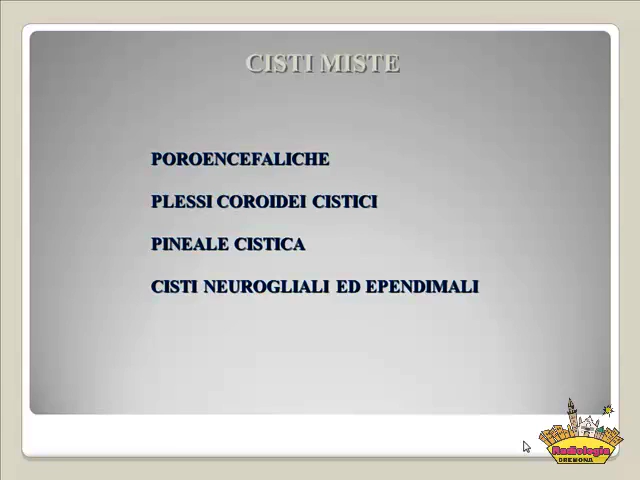 CISTI MISTE
POROENCEFALICHE
PLESSI COROIDEI CISTICI
PINEALE CISTICA
CISTI NEUROGLIALI ED EPENDIMALI
Radiologia
CREMONA